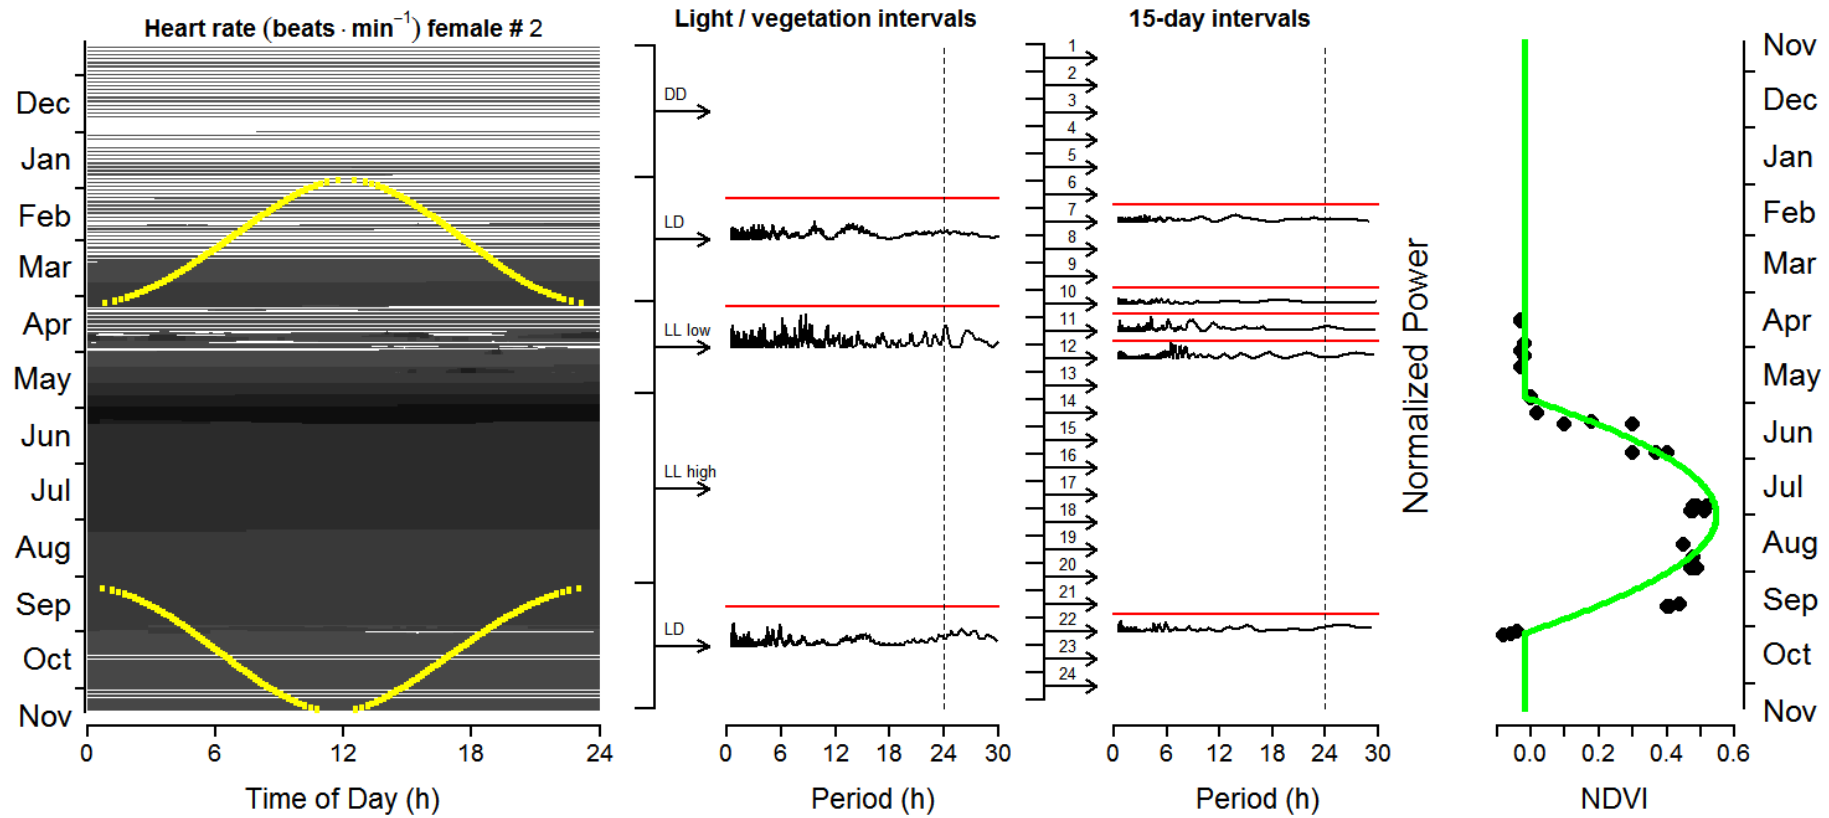 Heart rate (beats · min⁻¹) female # 2
Light / vegetation intervals
15-day intervals
Dec
Jan
Feb
Mar
Apr
May
Jun
Jul
Aug
Sep
Oct
Nov
0 6 12 18 24
Time of Day (h)
DD
LD
LL low
LL high
LD
0 6 12 18 24 30
Period (h)
1
2
3
4
5
6
7
8
9
10
11
12
13
14
15
16
17
18
19
20
21
22
23
24
0 6 12 18 24 30
Period (h)
Normalized Power
0.0 0.2 0.4 0.6
NDVI
Nov
Dec
Jan
Feb
Mar
Apr
May
Jun
Jul
Aug
Sep
Oct
Nov